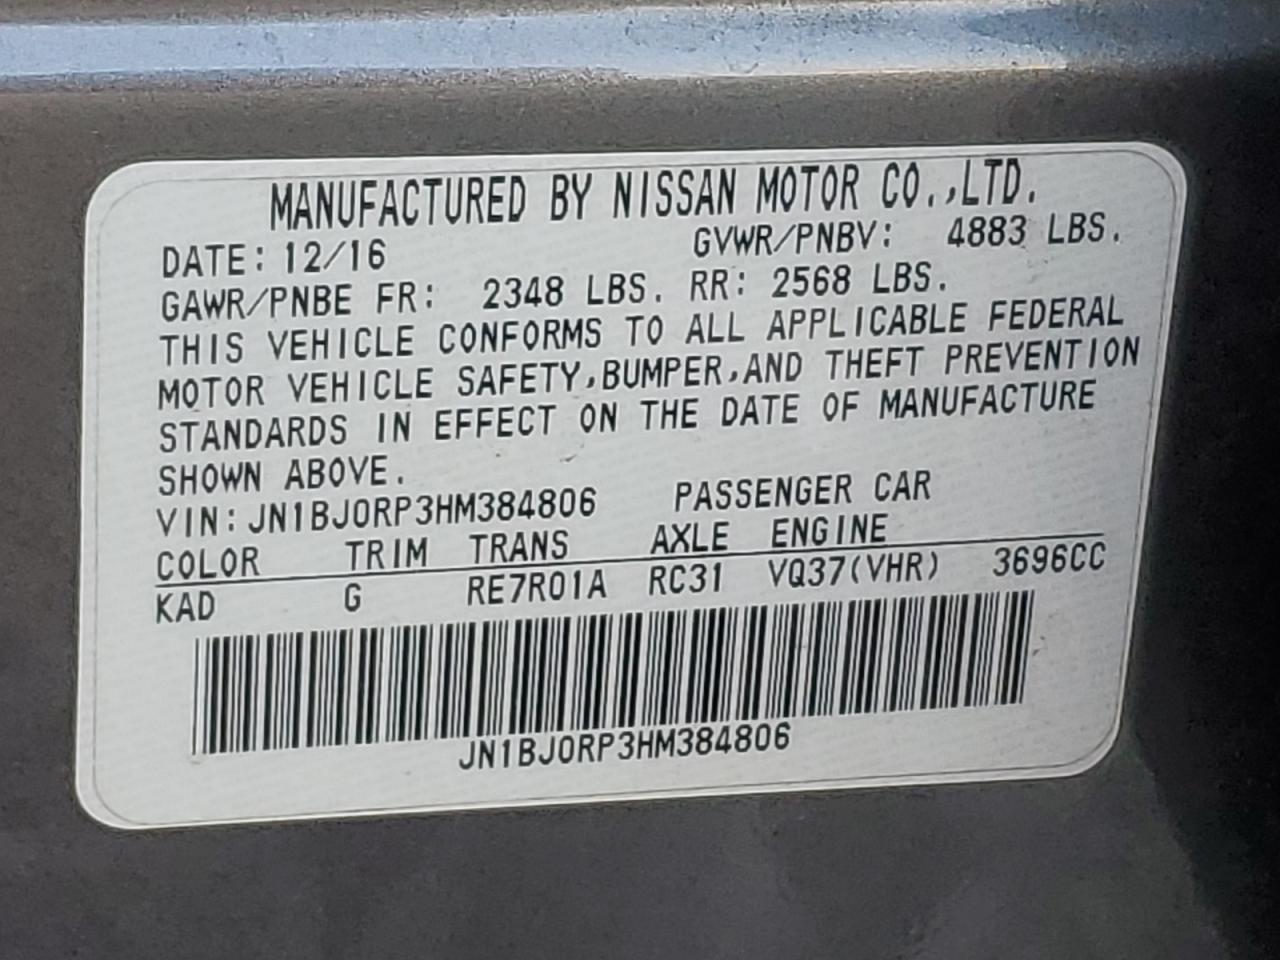 MANUFACTURED BY NISSAN MOTOR CO.,LTD.
DATE: 12/16 GVWR/PNBV: 4883 LBS.
GAWR/PNBE FR: 2348 LBS. RR: 2568 LBS.
THIS VEHICLE CONFORMS TO ALL APPLICABLE FEDERAL
MOTOR VEHICLE SAFETY,BUMPER,AND THEFT PREVENTION
STANDARDS IN EFFECT ON THE DATE OF MANUFACTURE
SHOWN ABOVE.
VIN: JN1BJ0RP3HM384806 PASSENGER CAR
COLOR TRIM TRANS AXLE ENGINE
KAD G RE7R01A RC31 VQ37(VHR) 3696CC
JN1BJ0RP3HM384806